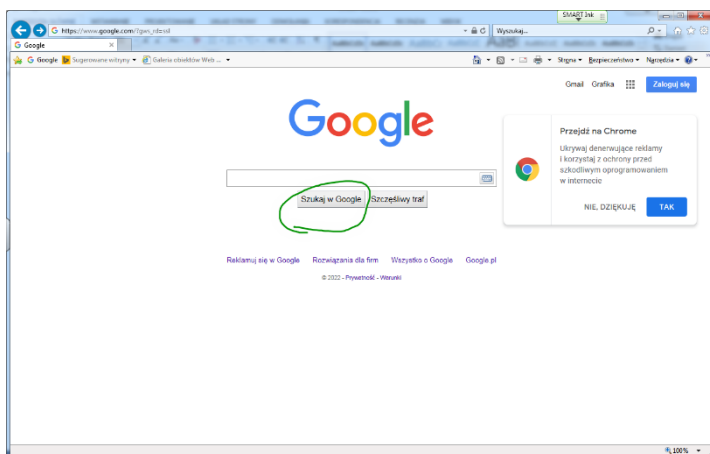 SMART Ink
https://www.google.com/?gws_rd=ssl
Wyszukaj...
G Google
G Google Sugerowane witryny Galeria obiektów Web ...
Strona Bezpieczeństwo Narzędzia
Gmail Grafika Zaloguj się
Google
Przejdź na Chrome
Ukrywaj denerwujące reklamy
i korzystaj z ochrony przed
szkodliwym oprogramowaniem
w internecie
NIE, DZIĘKUJĘ TAK
Szukaj w Google Szczęśliwy traf
Reklamuj się w Google Rozwiązania dla firm Wszystko o Google Google.pl
© 2022 - Prywatność - Warunki
100%